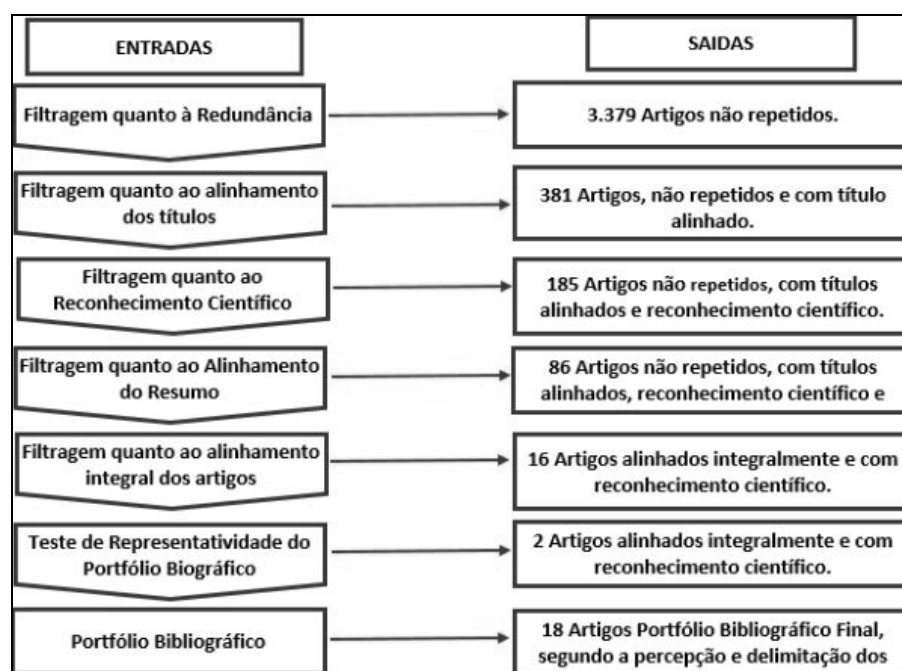 ENTRADAS
SAIDAS
Filtragem quanto à Redundância
3.379 Artigos não repetidos.
Filtragem quanto ao alinhamento
dos títulos
381 Artigos, não repetidos e com título
alinhado.
Filtragem quanto ao
Reconhecimento Científico
185 Artigos não repetidos, com títulos
alinhados e reconhecimento científico.
Filtragem quanto ao Alinhamento
do Resumo
86 Artigos não repetidos, com títulos
alinhados, reconhecimento científico e
Filtragem quanto ao alinhamento
integral dos artigos
16 Artigos alinhados integralmente e com
reconhecimento científico.
Teste de Representatividade do
Portfólio Biográfico
2 Artigos alinhados integralmente e com
reconhecimento científico.
Portfólio Bibliográfico
18 Artigos Portfólio Bibliográfico Final,
segundo a percepção e delimitação dos